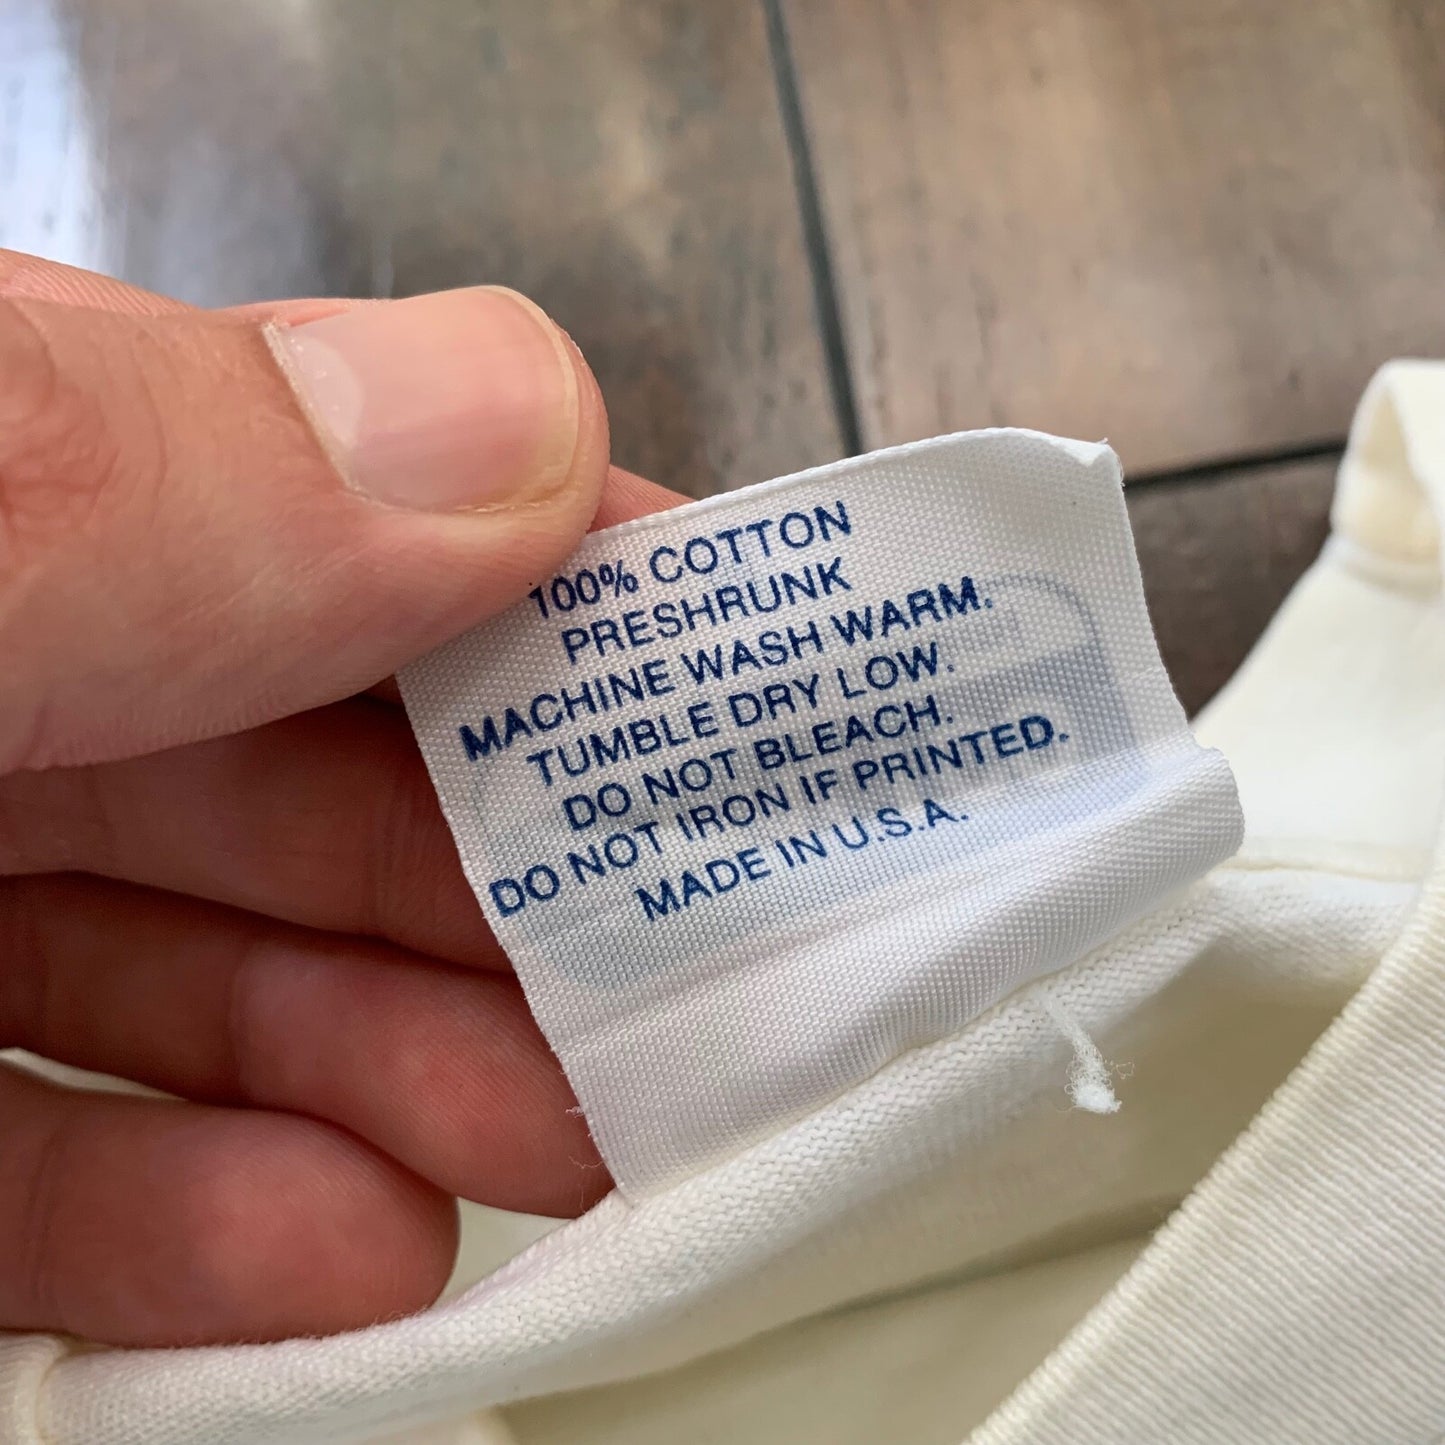 100% COTTON
PRESHRUNK
MACHINE WASH WARM.
TUMBLE DRY LOW.
DO NOT BLEACH.
DO NOT IRON IF PRINTED.
MADE IN U.S.A.